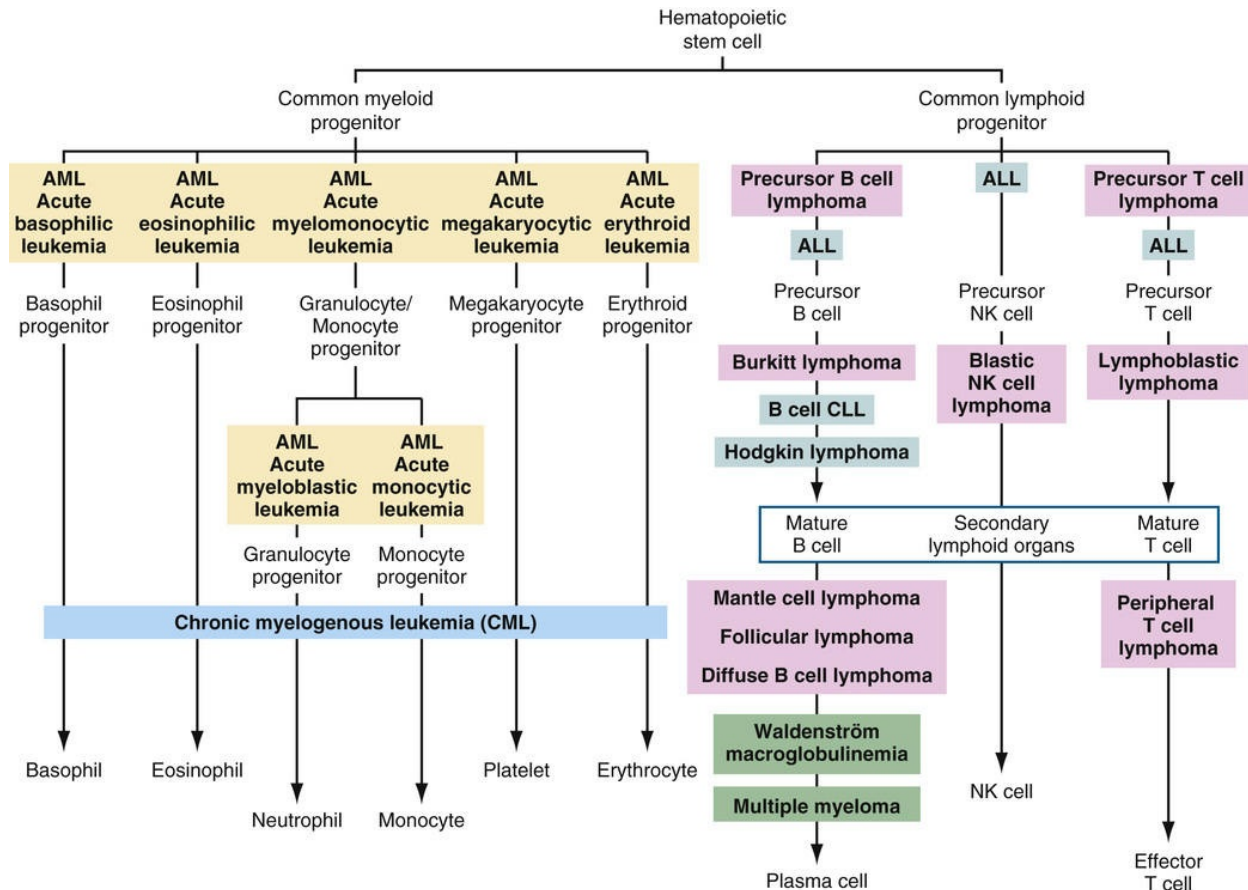 Hematopoietic
stem cell
Common myeloid
progenitor
Common lymphoid
progenitor
AML
Acute
basophilic
leukemia
AML
Acute
eosinophilic
leukemia
AML
Acute
myelomonocytic
leukemia
AML
Acute
megakaryocytic
leukemia
AML
Acute
erythroid
leukemia
Precursor B cell
lymphoma
ALL
ALL
Precursor T cell
lymphoma
ALL
Basophil
progenitor
Eosinophil
progenitor
Granulocyte/
Monocyte
progenitor
Megakaryocyte
progenitor
Erythroid
progenitor
Precursor
B cell
Precursor
NK cell
Precursor
T cell
Burkitt lymphoma
B cell CLL
Hodgkin lymphoma
Blastic
NK cell
lymphoma
Lymphoblastic
lymphoma
AML
Acute
myeloblastic
leukemia
AML
Acute
monocytic
leukemia
Mature
B cell
Secondary
lymphoid organs
Mature
T cell
Granulocyte
progenitor
Monocyte
progenitor
Chronic myelogenous leukemia (CML)
Mantle cell lymphoma
Follicular lymphoma
Diffuse B cell lymphoma
Peripheral
T cell
lymphoma
Waldenström
macroglobulinemia
Multiple myeloma
Basophil
Eosinophil
Neutrophil
Monocyte
Platelet
Erythrocyte
Plasma cell
NK cell
Effector
T cell